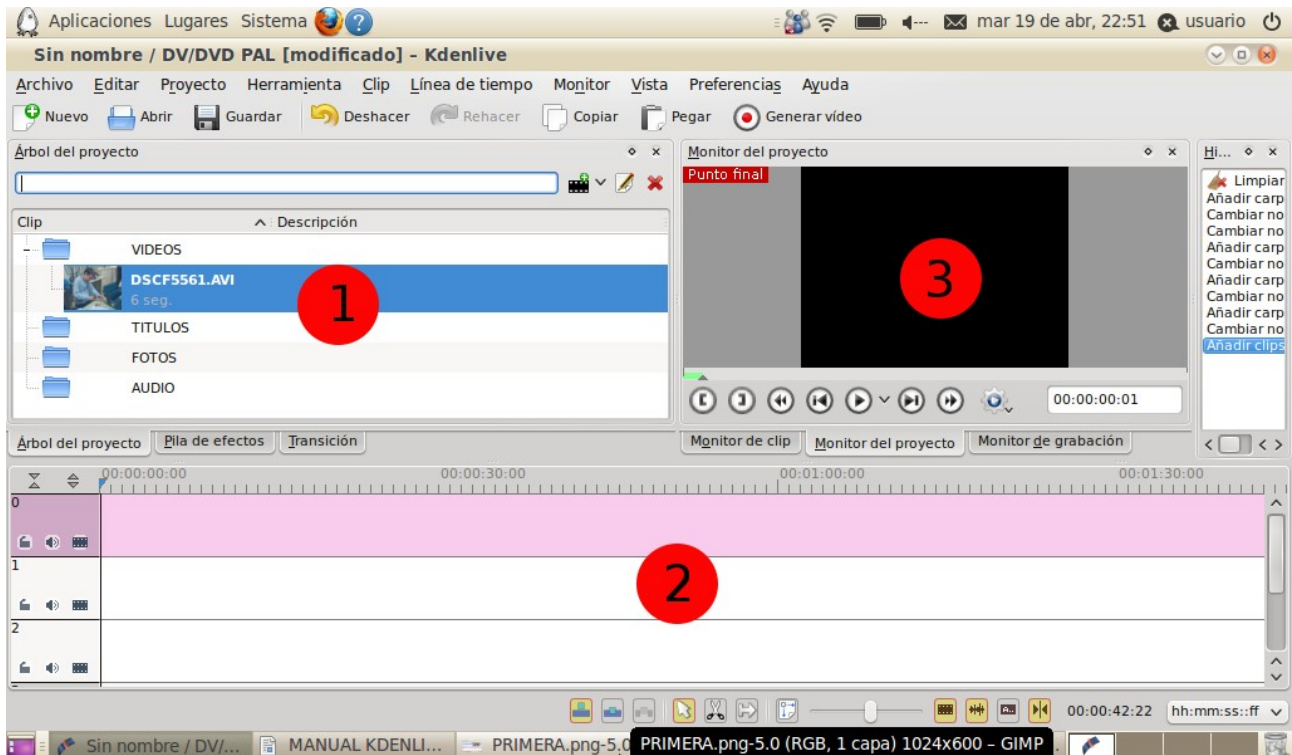 Aplicaciones Lugares Sistema mar 19 de abr, 22:51 usuario
Sin nombre / DV/DVD PAL [modificado] – Kdenlive
Archivo Editar Proyecto Herramienta Clip Línea de tiempo Monitor Vista Preferencias Ayuda
Nuevo Abrir Guardar Deshacer Rehacer Copiar Pegar Generar vídeo
Árbol del proyecto
Clip Descripción
VIDEOS
DSCF5561.AVI
6 seg.
TITULOS
FOTOS
AUDIO
1
Árbol del proyecto Pila de efectos Transición
Monitor del proyecto
Punto final
3
00:00:00:01
Monitor de clip Monitor del proyecto Monitor de grabación
Hi...
Limpiar
Añadir carp
Cambiar no
Cambiar no
Añadir carp
Cambiar no
Añadir carp
Cambiar no
Añadir carp
Cambiar no
Añadir clips
00:00:00:00 00:00:30:00 00:01:00:00 00:01:30:00
0
1
2
2
00:00:42:22 hh:mm:ss::ff
Sin nombre / DV/... MANUAL KDENLI... PRIMERA.png-5.0 PRIMERA.png-5.0 (RGB, 1 capa) 1024x600 – GIMP